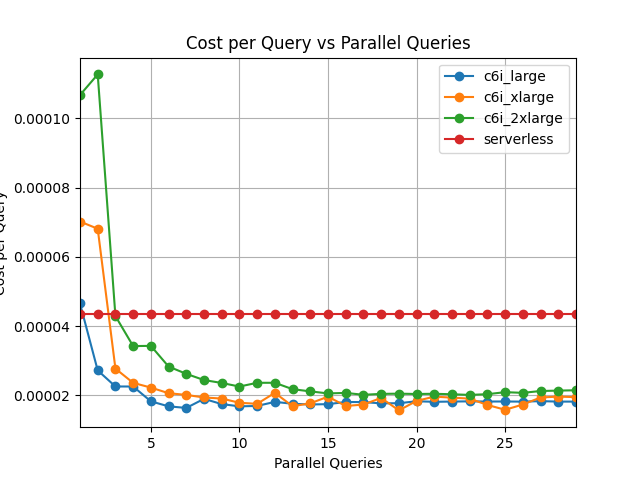 Cost per Query vs Parallel Queries
c6i_large
c6i_xlarge
c6i_2xlarge
serverless
Cost per Query
0.00010
0.00008
0.00006
0.00004
0.00002
5
10
15
20
25
Parallel Queries